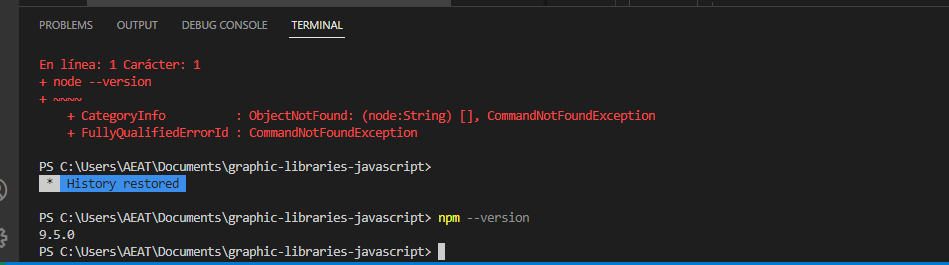 PROBLEMS OUTPUT DEBUG CONSOLE TERMINAL
En línea: 1 Carácter: 1
+ node --version
+ ~~~~
+ CategoryInfo : ObjectNotFound: (node:String) [], CommandNotFoundException
+ FullyQualifiedErrorId : CommandNotFoundException
PS C:\Users\AEAT\Documents\graphic-libraries-javascript>
* History restored
PS C:\Users\AEAT\Documents\graphic-libraries-javascript> npm --version
9.5.0
PS C:\Users\AEAT\Documents\graphic-libraries-javascript>